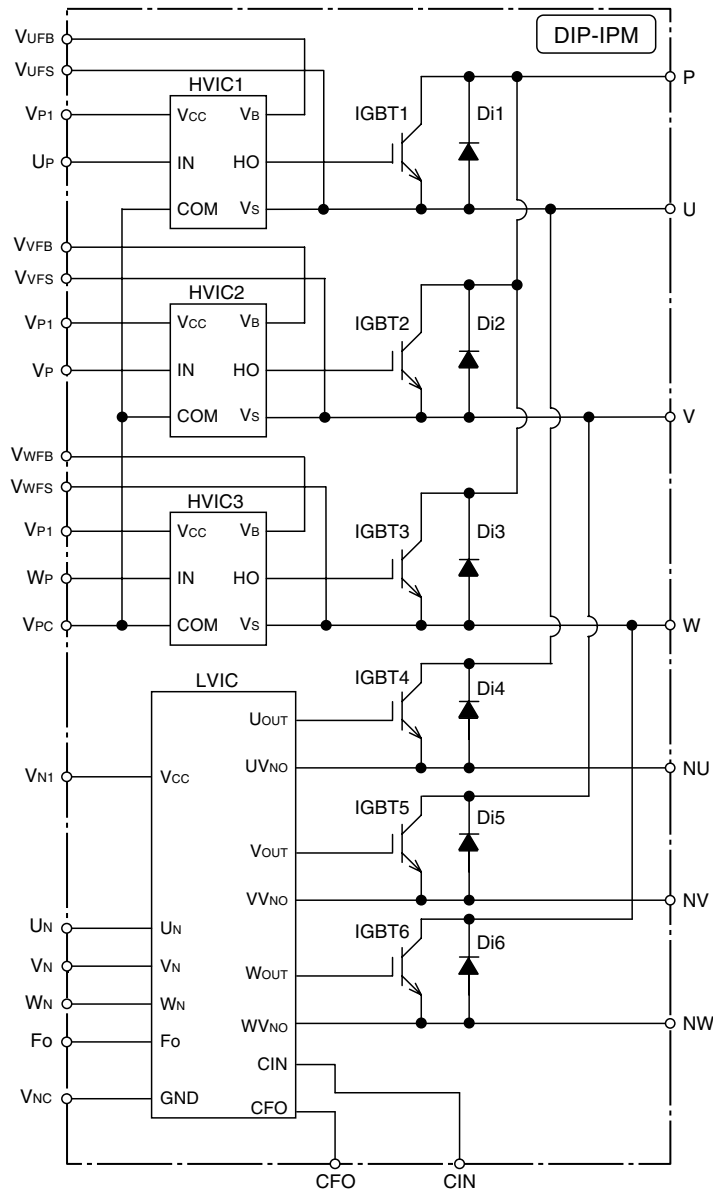 DIP-IPM
VUFB
VUFS
HVIC1
VP1
VCC
VB
IGBT1
Di1
P
UP
IN
HO
COM
VS
U
VVFB
VVFS
HVIC2
VP1
VCC
VB
IGBT2
Di2
VP
IN
HO
COM
VS
V
VWFB
VWFS
HVIC3
VP1
VCC
VB
IGBT3
Di3
WP
IN
HO
VPC
COM
VS
W
LVIC
IGBT4
Di4
UOUT
UVNO
NU
VN1
VCC
IGBT5
Di5
VOUT
VVNO
NV
UN
UN
IGBT6
Di6
VN
VN
WOUT
WN
WN
WVNO
NW
Fo
Fo
CIN
VNC
GND
CFO
CFO
CIN